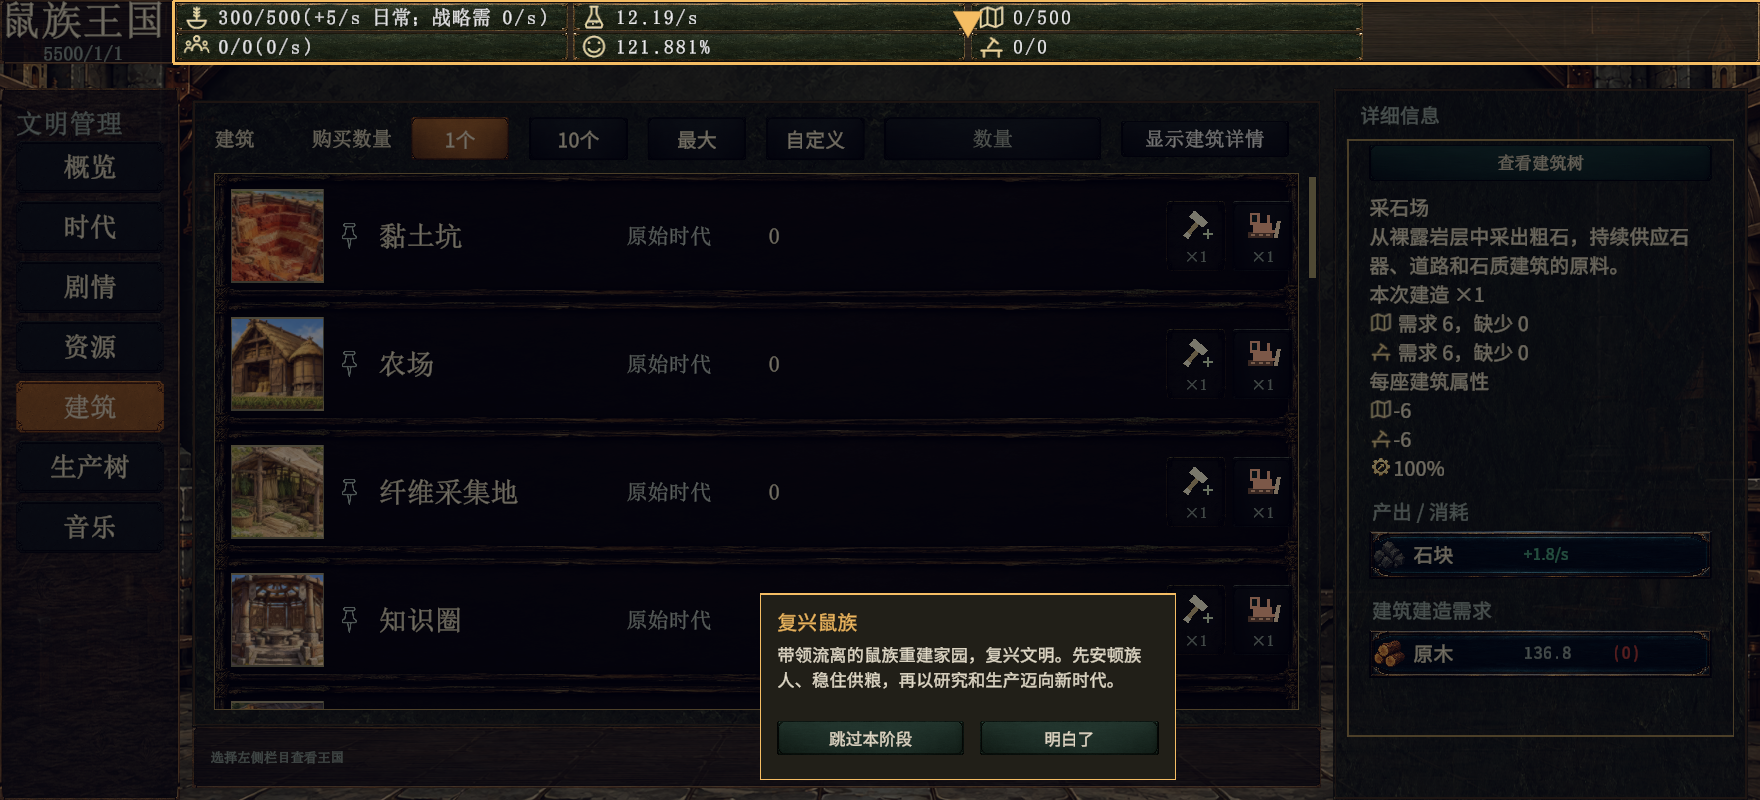 鼠族王国
5500/1/1
300/500(+5/s 日常; 战略需 0/s)
0/0(0/s)
12.19/s
121.881%
0/500
0/0
文明管理
概览
时代
剧情
资源
建筑
生产树
音乐
建筑
购买数量
1个
10个
最大
自定义
数量
显示建筑详情
黏土坑
原始时代
0
×1
×1
农场
原始时代
0
×1
×1
纤维采集地
原始时代
0
×1
×1
知识圈
原始时代
×1
×1
选择左侧栏目查看王国
复兴鼠族
带领流离的鼠族重建家园，复兴文明。先安顿族
人、稳住供粮，再以研究和生产迈向新时代。
跳过本阶段
明白了
详细信息
查看建筑树
采石场
从裸露岩层中采出粗石，持续供应石
器、道路和石质建筑的原料。
本次建造 ×1
需求 6，缺少 0
需求 6，缺少 0
每座建筑属性
-6
-6
100%
产出 / 消耗
石块
+1.8/s
建筑建造需求
原木
136.8
(0)